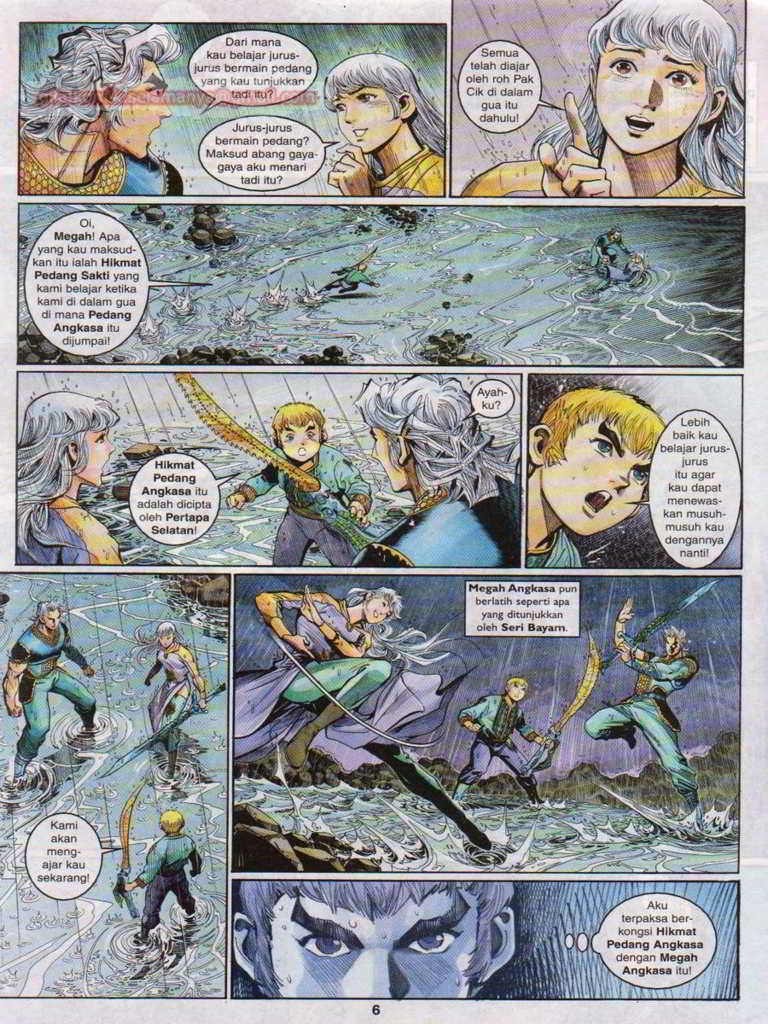 Dari mana
kau belajar jurus-
jurus bermain pedang
yang kau tunjukkan
tadi itu?
Jurus-jurus
bermain pedang?
Maksud abang gaya-
gaya aku menari
tadi itu?
Semua
telah diajar
oleh roh Pak
Cik di dalam
gua itu
dahulu!
Oi,
Megah! Apa
yang kau maksud-
kan itu ialah Hikmat
Pedang Sakti yang
kami belajar ketika
kami di dalam gua
di mana Pedang
Angkasa itu
dijumpai!
Hikmat
Pedang
Angkasa itu
adalah dicipta
oleh Pertapa
Selatan!
Ayah-
ku?
Lebih
baik kau
belajar jurus-
jurus
itu agar
kau dapat
menewas-
kan musuh-
musuh kau
dengannya
nanti!
Kami
akan
meng-
ajar kau
sekarang!
Megah Angkasa pun
berlatih seperti apa
yang ditunjukkan
oleh Seri Bayam.
Aku
terpaksa ber-
kongsi Hikmat
Pedang Angkasa
dengan Megah
Angkasa itu!
6